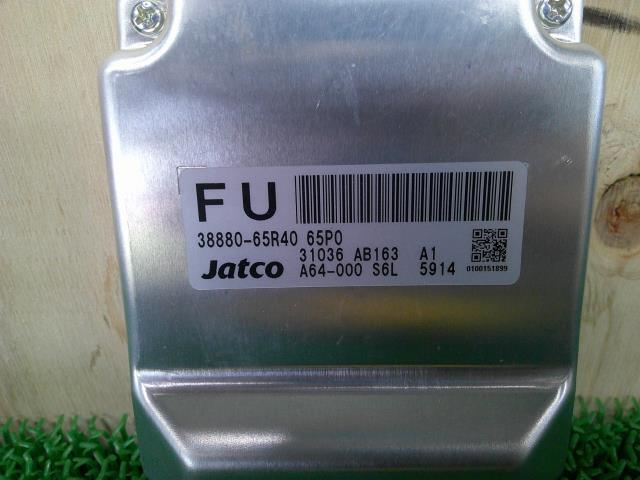 FU
38880-65R40 65P0
31036 AB163 A1
Jatco A64-000 S6L 5914
0100151899